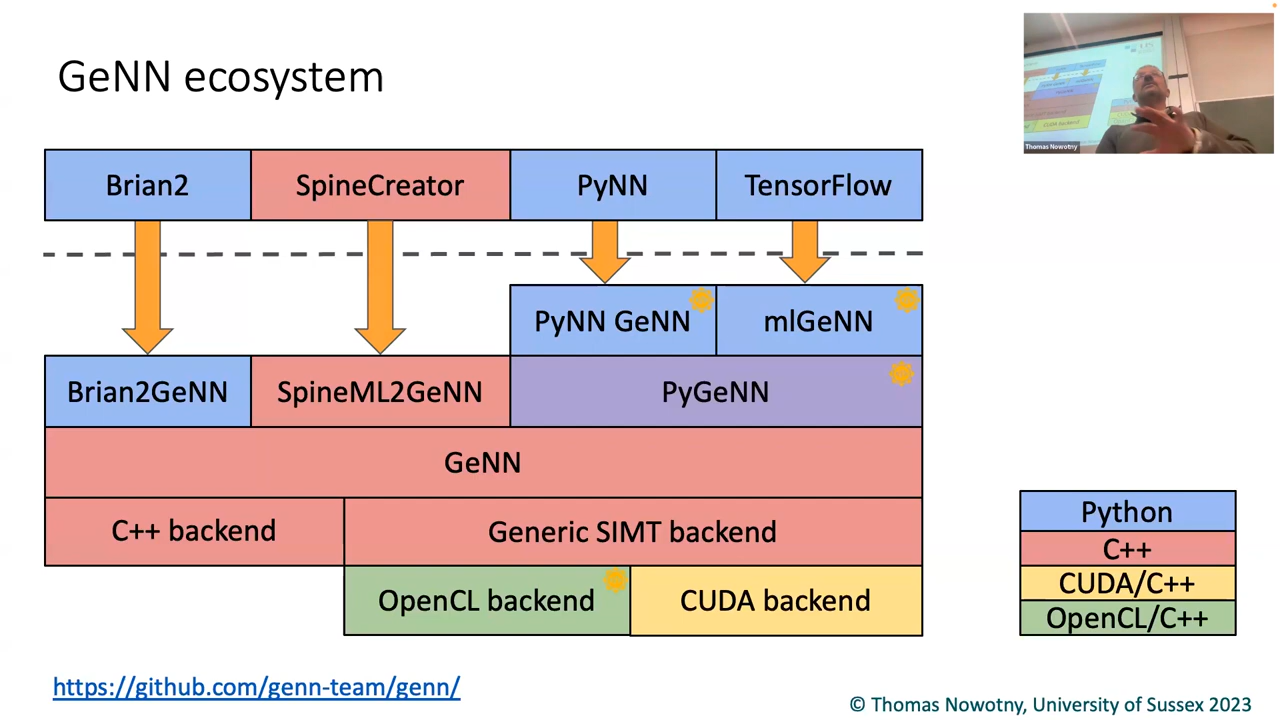 GeNN ecosystem
Thomas Nowotny
Brian2
SpineCreator
PyNN
TensorFlow
PyNN GeNN
mlGeNN
Brian2GeNN
SpineML2GeNN
PyGeNN
GeNN
C++ backend
Generic SIMT backend
OpenCL backend
CUDA backend
Python
C++
CUDA/C++
OpenCL/C++
https://github.com/genn-team/genn/
© Thomas Nowotny, University of Sussex 2023